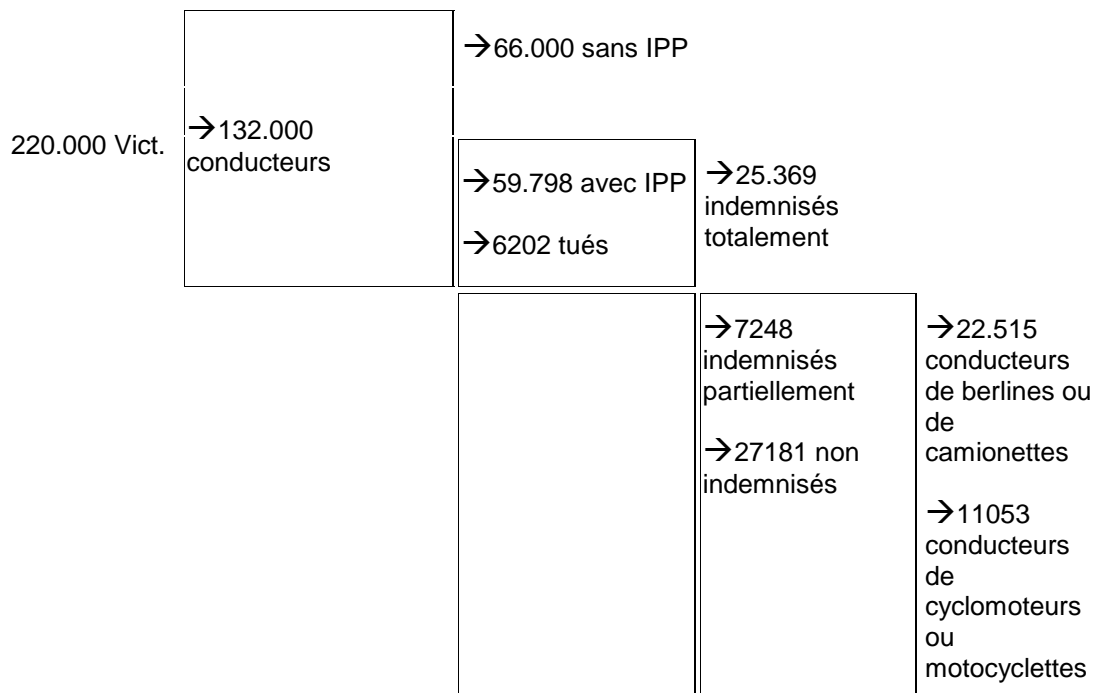 220.000 Vict.
→132.000
conducteurs
→66.000 sans IPP
→59.798 avec IPP
→6202 tués
→25.369
indemnisés
totalement
→7248
indemnisés
partiellement
→27181 non
indemnisés
→22.515
conducteurs
de berlines ou
de
camionettes
→11053
conducteurs
de
cyclomoteurs
ou
motocyclettes